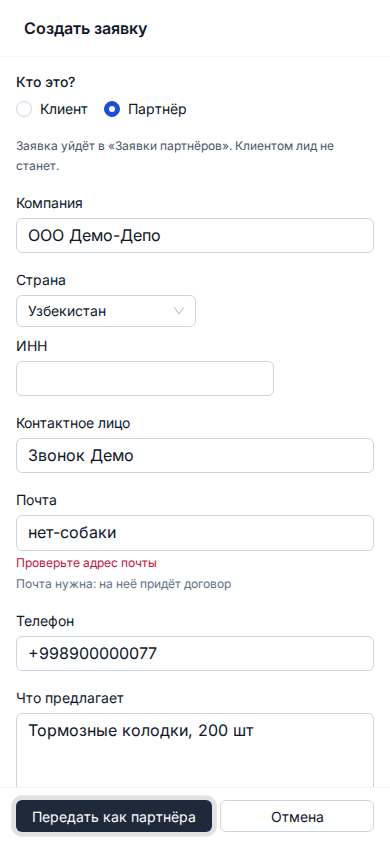 Создать заявку
Кто это?
Клиент Партнёр
Заявка уйдёт в «Заявки партнёров». Клиентом лид не
станет.
Компания
ООО Демо-Депо
Страна
Узбекистан
ИНН
Контактное лицо
Звонок Демо
Почта
нет-собаки
Проверьте адрес почты
Почта нужна: на неё придёт договор
Телефон
+998900000077
Что предлагает
Тормозные колодки, 200 шт
Передать как партнёра Отмена